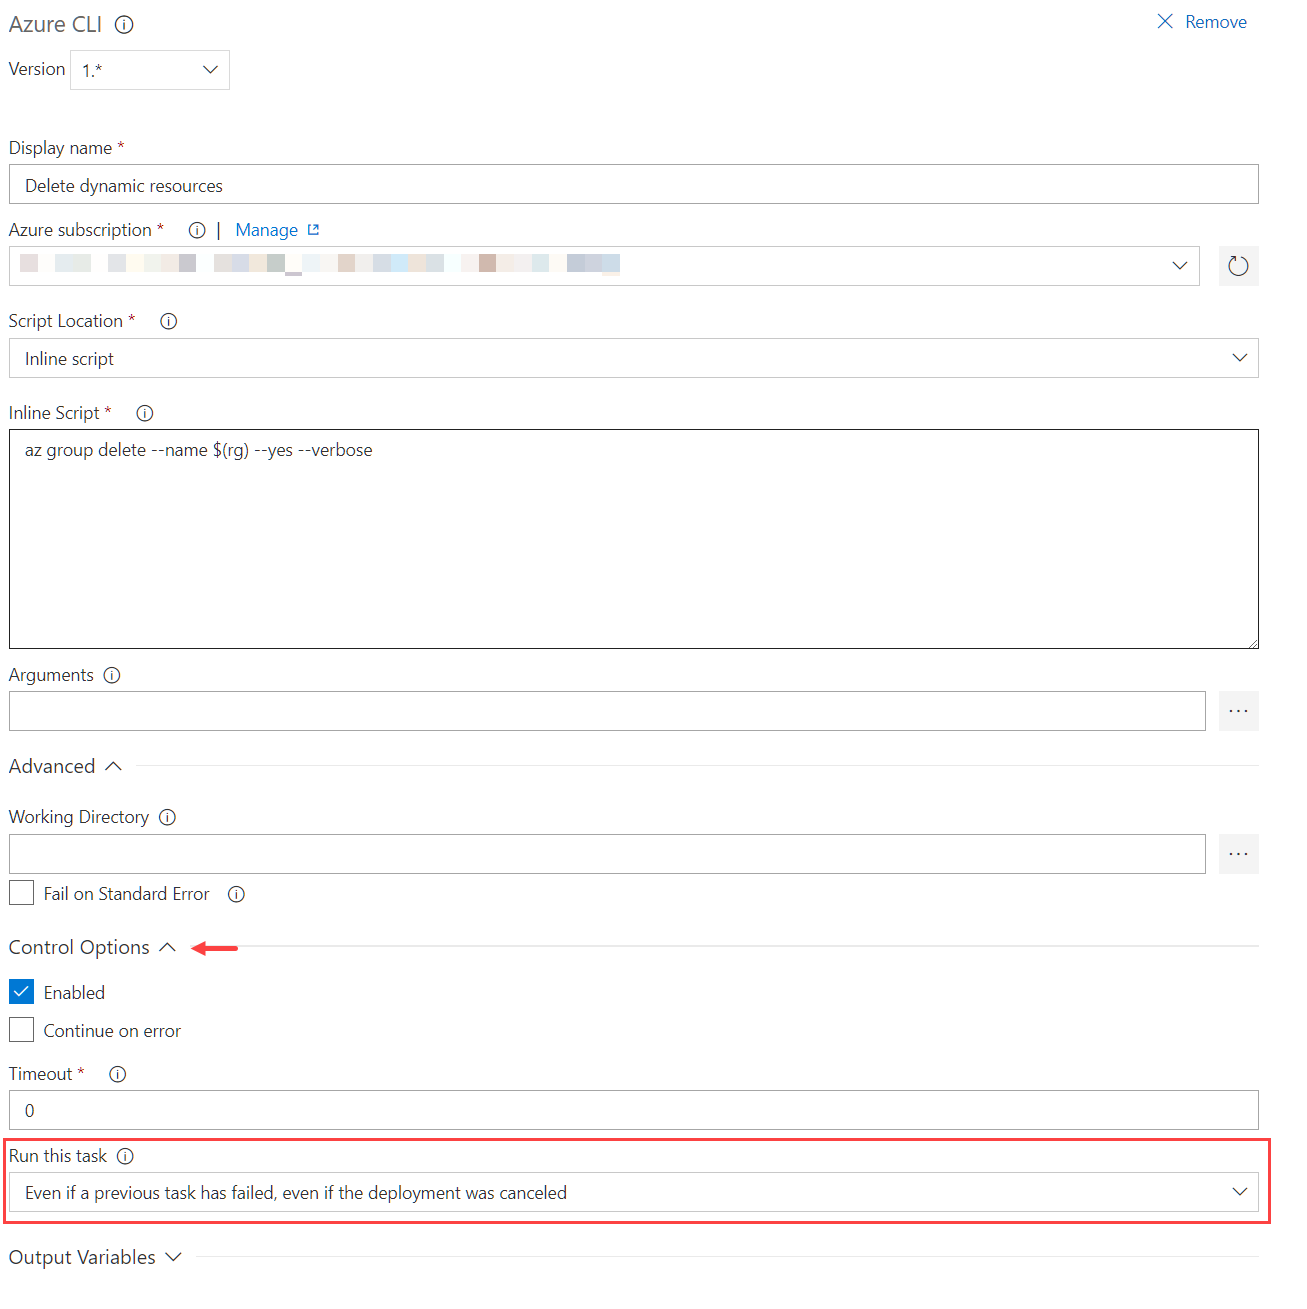 Azure CLI
Remove
Version 1.*
Display name *
Delete dynamic resources
Azure subscription * | Manage
Script Location *
Inline script
Inline Script *
az group delete --name $(rg) --yes --verbose
Arguments
...
Advanced
Working Directory
...
Fail on Standard Error
Control Options
Enabled
Continue on error
Timeout *
0
Run this task
Even if a previous task has failed, even if the deployment was canceled
Output Variables